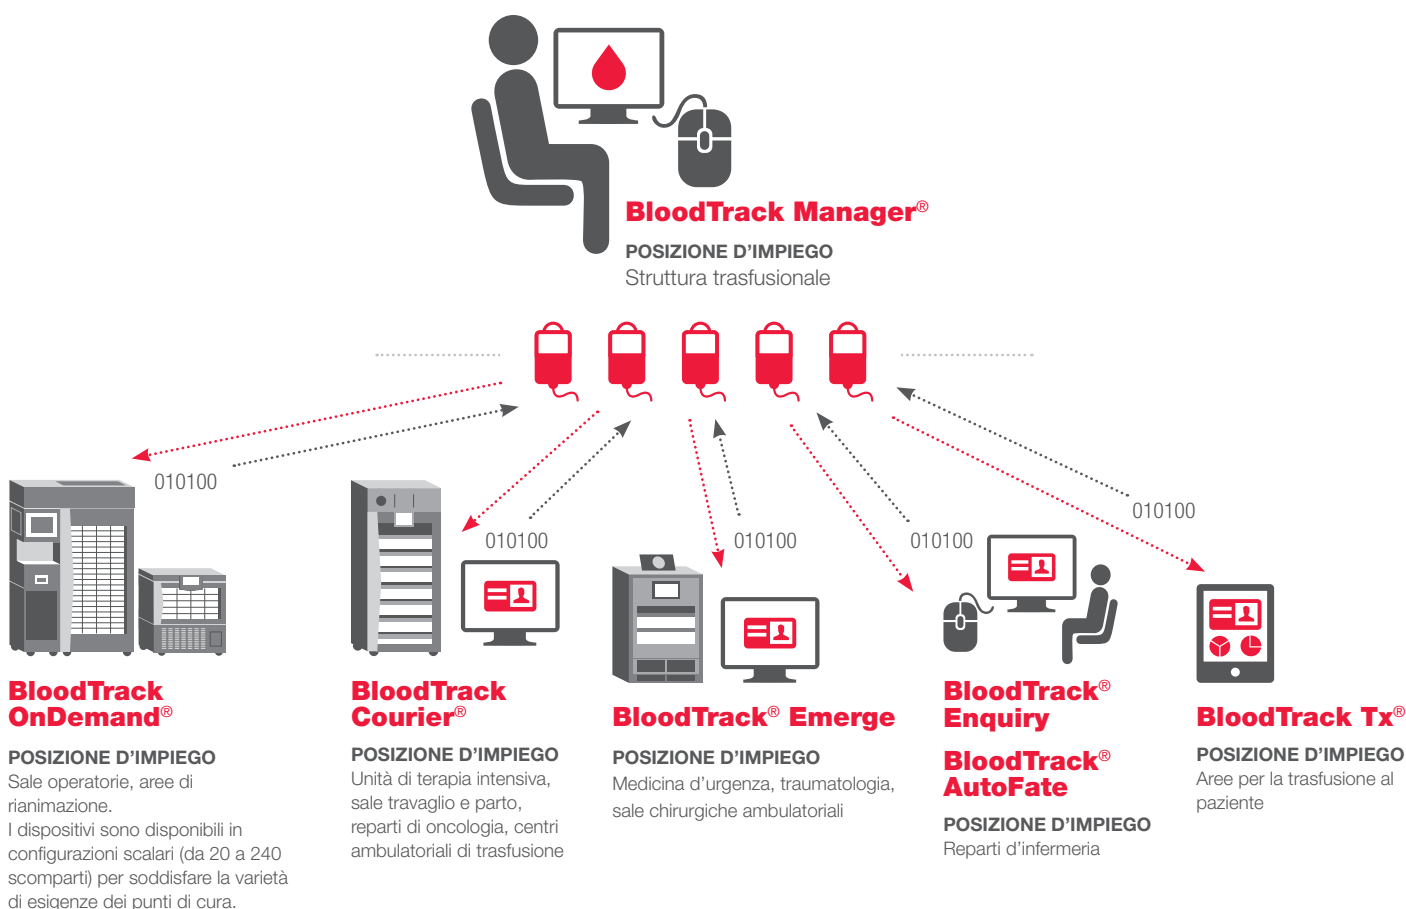 BloodTrack Manager®
POSIZIONE D’IMPIEGO
Struttura trasfusionale
010100
010100
010100
010100
010100
BloodTrack
OnDemand®
POSIZIONE D’IMPIEGO
Sale operatorie, aree di
rianimazione.
I dispositivi sono disponibili in
configurazioni scalari (da 20 a 240
scomparti) per soddisfare la varietà
di esigenze dei punti di cura.
BloodTrack
Courier®
POSIZIONE D’IMPIEGO
Unità di terapia intensiva,
sale travaglio e parto,
reparti di oncologia, centri
ambulatoriali di trasfusione
BloodTrack® Emerge
POSIZIONE D’IMPIEGO
Medicina d’urgenza, traumatologia,
sale chirurgiche ambulatoriali
BloodTrack®
Enquiry
BloodTrack®
AutoFate
POSIZIONE D’IMPIEGO
Reparti d’infermeria
BloodTrack Tx®
POSIZIONE D’IMPIEGO
Aree per la trasfusione al
paziente